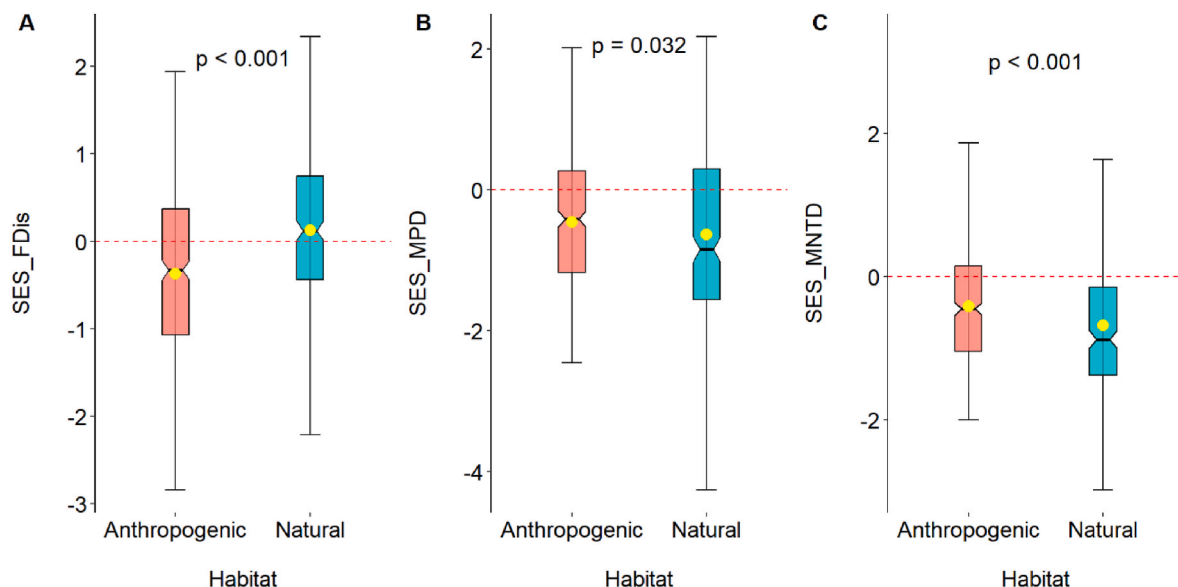 A
p < 0.001
SES_FDis
2
1
0
-1
-2
-3
Anthropogenic Natural
Habitat
B
p = 0.032
SES_MPD
2
0
-2
-4
Anthropogenic Natural
Habitat
C
p < 0.001
SES_MNTD
2
0
-2
Anthropogenic Natural
Habitat